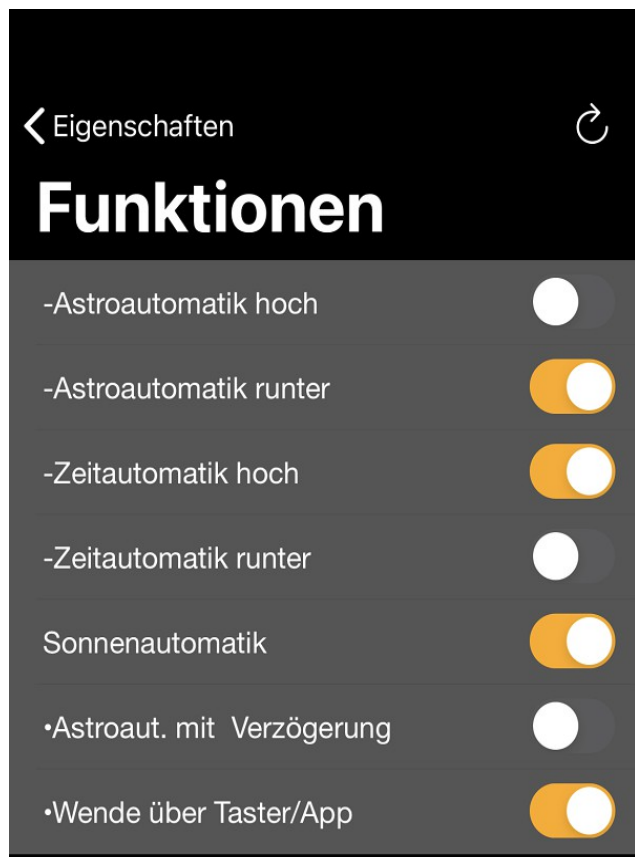 Eigenschaften
Funktionen
-Astroautomatik hoch
-Astroautomatik runter
-Zeitautomatik hoch
-Zeitautomatik runter
Sonnenautomatik
•Astroaut. mit  Verzögerung
•Wende über Taster/App